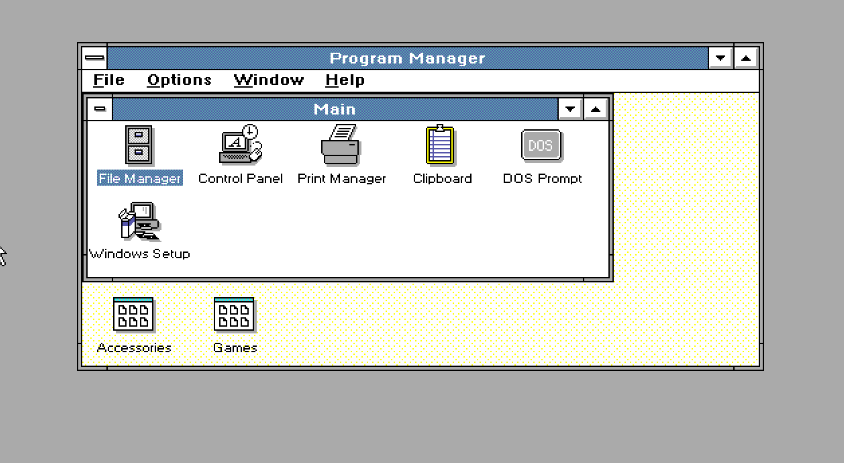 Program Manager
File Options Window Help
Main
A
DOS
File Manager Control Panel Print Manager Clipboard DOS Prompt
Windows Setup
Accessories Games